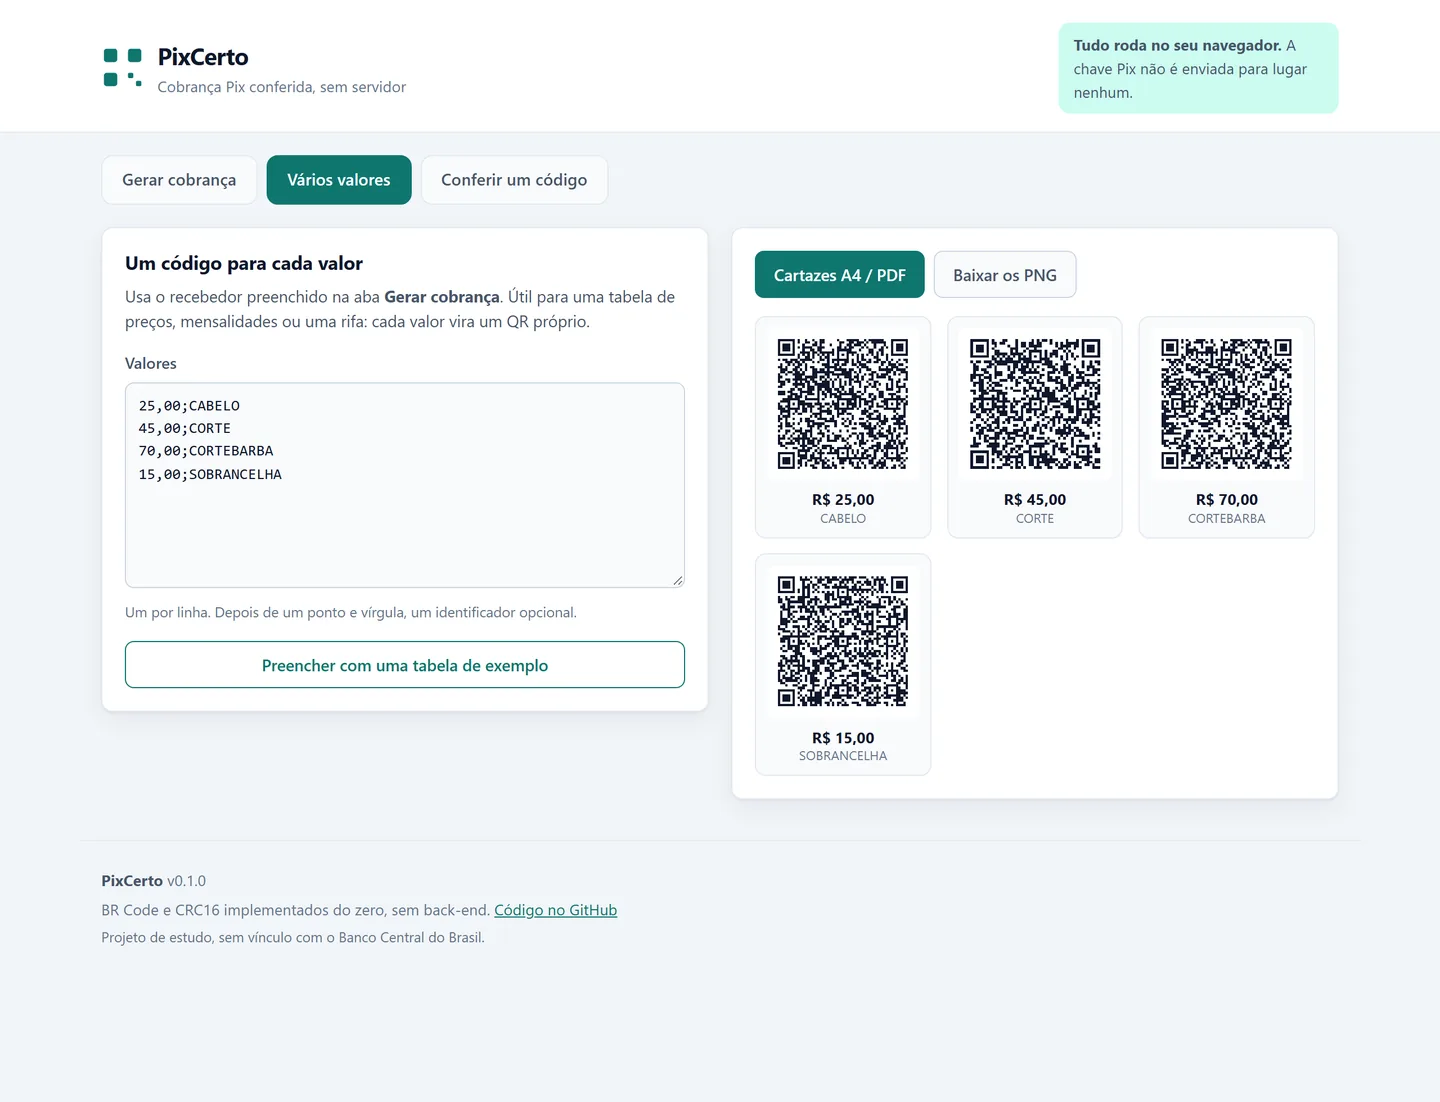 PixCerto
Cobrança Pix conferida, sem servidor
Tudo roda no seu navegador. A
chave Pix não é enviada para lugar
nenhum.
Gerar cobrança
Vários valores
Conferir um código
Um código para cada valor
Usa o recebedor preenchido na aba Gerar cobrança. Útil para uma tabela de
preços, mensalidades ou uma rifa: cada valor vira um QR próprio.
Valores
25,00;CABELO
45,00;CORTE
70,00;CORTEBARBA
15,00;SOBRANCELHA
Um por linha. Depois de um ponto e vírgula, um identificador opcional.
Preencher com uma tabela de exemplo
Cartazes A4 / PDF
Baixar os PNG
R$ 25,00
CABELO
R$ 45,00
CORTE
R$ 70,00
CORTEBARBA
R$ 15,00
SOBRANCELHA
PixCerto v0.1.0
BR Code e CRC16 implementados do zero, sem back-end. Código no GitHub
Projeto de estudo, sem vínculo com o Banco Central do Brasil.